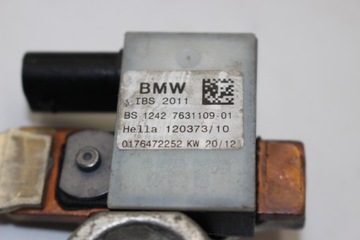 BMW
IBS 2011
BS 1242 7631109-01
Hella 120373/10
0176472252 KW 20/12